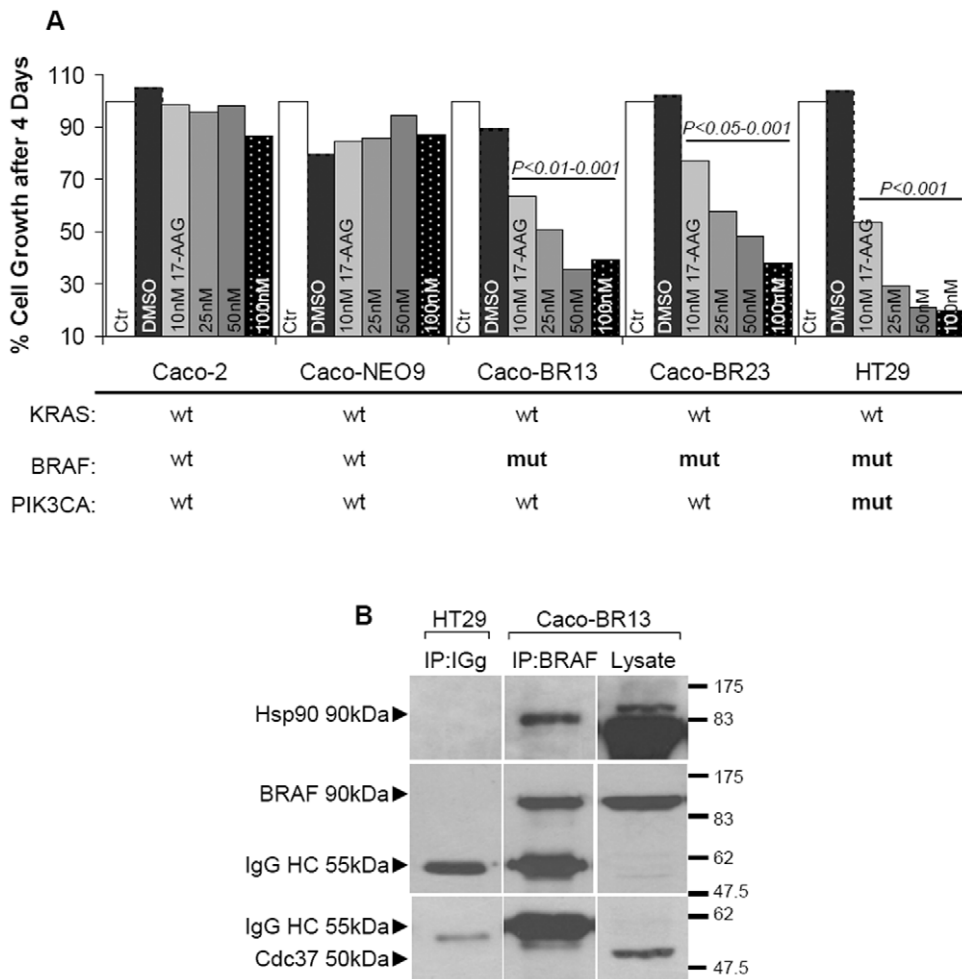 A
% Cell Growth after 4 Days
110
90
70
50
30
10
Ctr
DMSO
10nM 17-AAG
25nM
50nM
100nM
Ctr
DMSO
10nM 17-AAG
25nM
50nM
100nM
P<0.01-0.001
Ctr
DMSO
10nM 17-AAG
25nM
50nM
100nM
P<0.05-0.001
Ctr
DMSO
10nM 17-AAG
25nM
50nM
100nM
P<0.001
Ctr
DMSO
10nM 17-AAG
25nM
50nM
100nM
Caco-2 Caco-NEO9 Caco-BR13 Caco-BR23 HT29
KRAS: wt wt wt wt wt
BRAF: wt wt mut mut mut
PIK3CA: wt wt wt wt mut
B
HT29 Caco-BR13
IP:IGg IP:BRAF Lysate
175
Hsp90 90kDa
83
175
BRAF 90kDa
83
IgG HC 55kDa
62
47.5
62
IgG HC 55kDa
Cdc37 50kDa
47.5